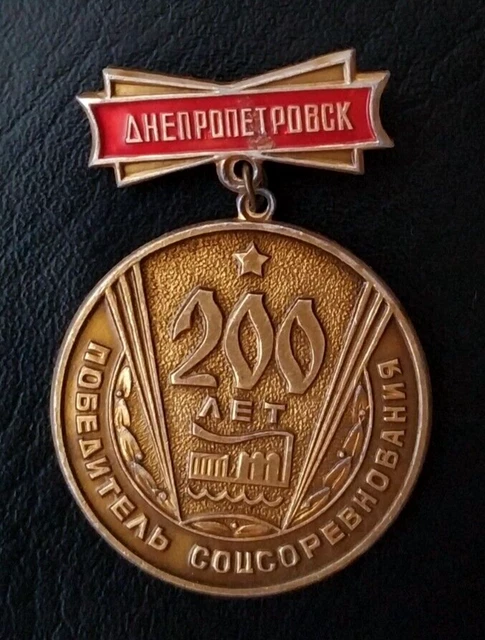 ДНЕПРОПЕТРОВСК
200
ЛЕТ
ПОБЕДИТЕЛЬ СОЦСОРЕВНОВАНИЯ